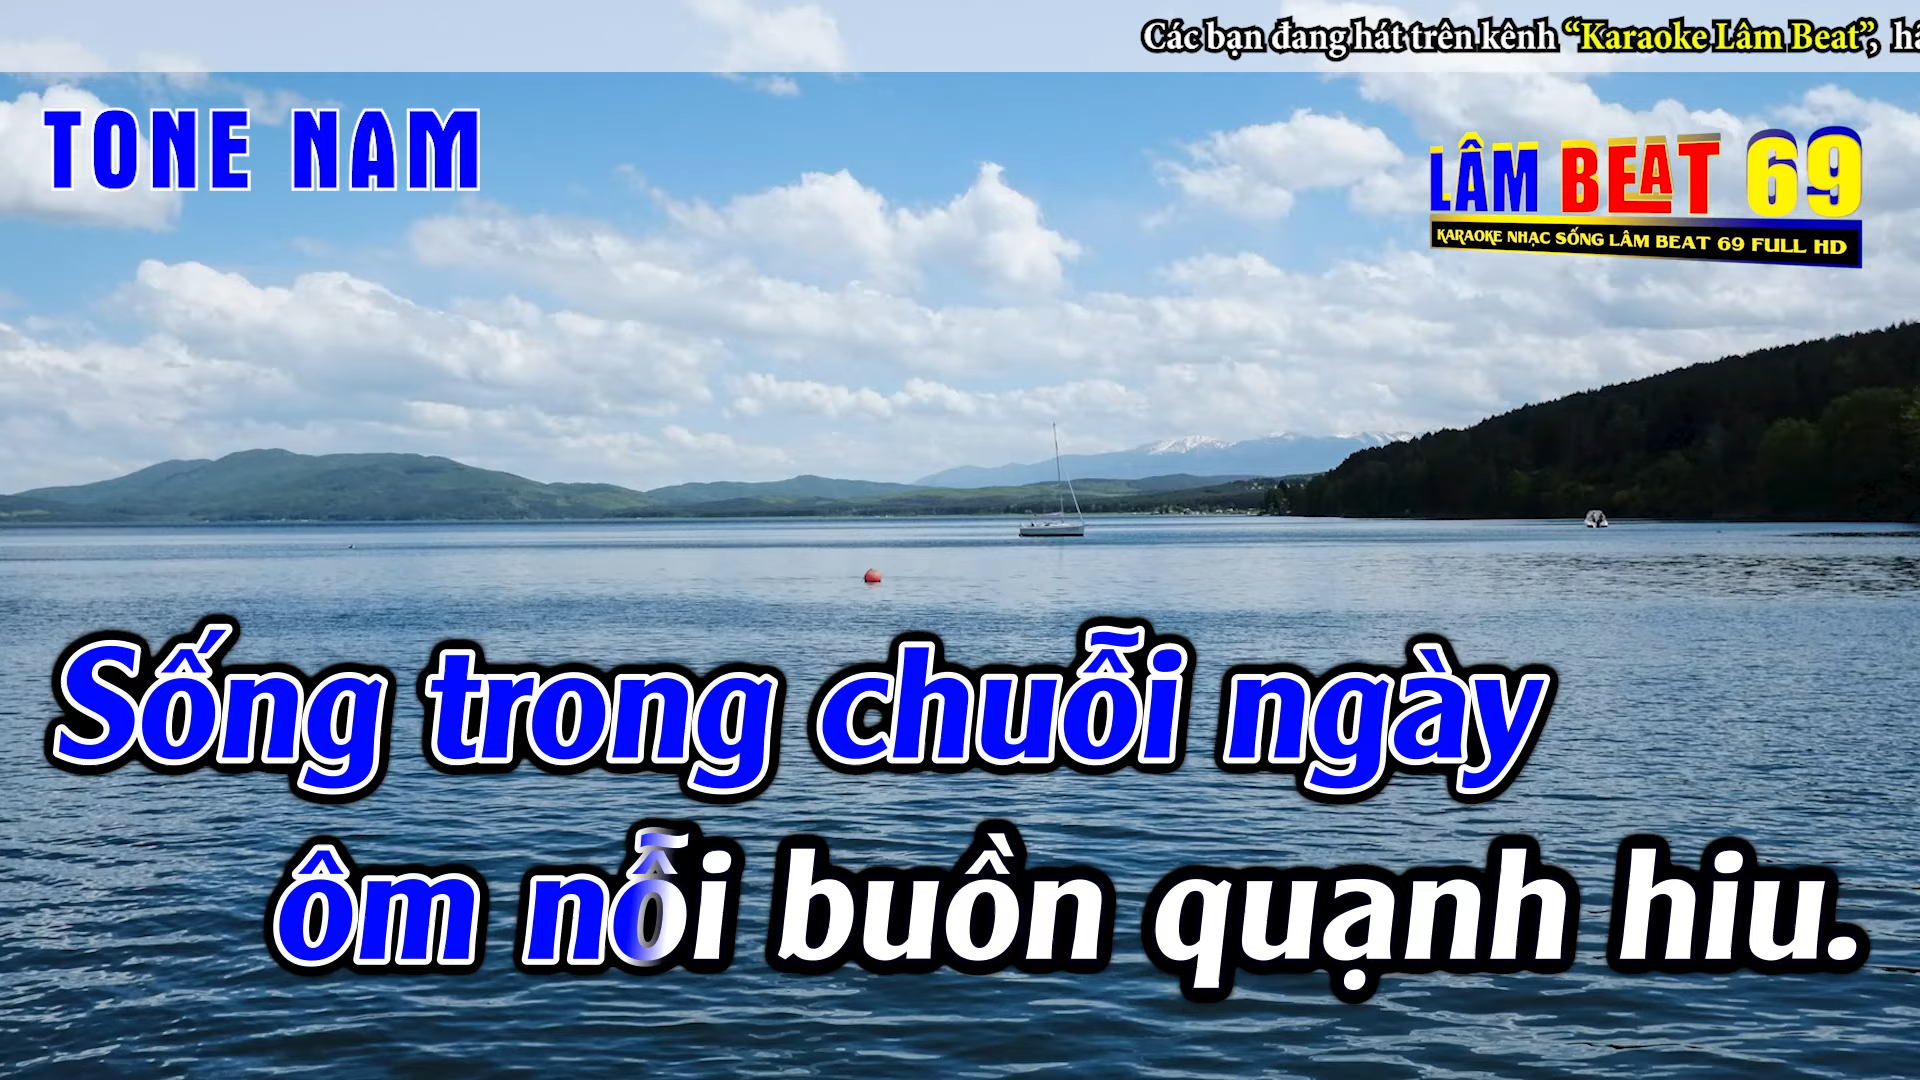 Các bạn đang hát trên kênh “Karaoke Lâm Beat”,
TONE NAM
LÂM BEAT 69
KARAOKE NHẠC SỐNG LÂM BEAT 69 FULL HD
Sống trong chuỗi ngày
ôm nỗi buồn quạnh hiu.